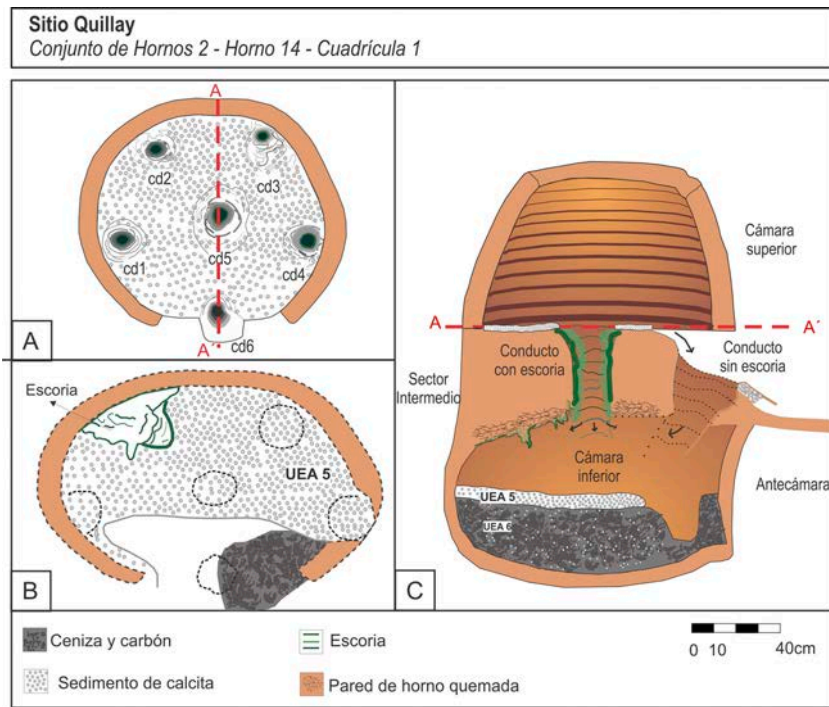 Sitio Quillay
Conjunto de Hornos 2 - Horno 14 - Cuadrícula 1
A
cd2
cd3
cd1
cd5
cd4
A´
cd6
A
Escoria
UEA 5
B
Cámara
superior
A
A´
Conducto
con escoria
Conducto
sin escoria
Sector
Intermedio
Cámara
inferior
Antecámara
UEA 5
UEA 6
C
Ceniza y carbón
Escoria
Sedimento de calcita
Pared de horno quemada
0 10 40cm